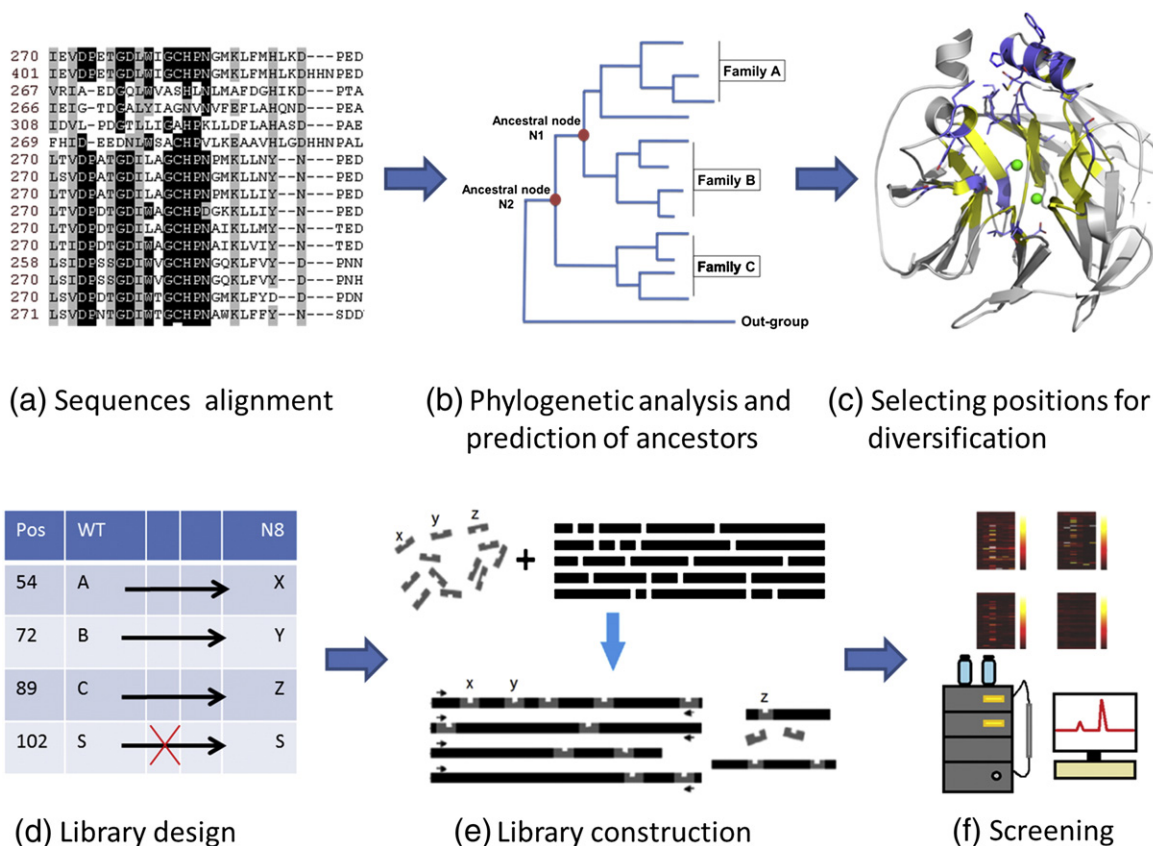 270 IEVDPETGDLWIGCHPNGMKLFMHLKD---PED
401 IEVDPETGDLWIGCHPNGMKLFMHLKDHHNPED
267 VRIA-EDGQLWVASHLNLMAFDGHIKD---PTA
266 IEIG-TDGALYIAGNVNVFEFLAHQND---PEA
308 IDVL-PDGTLLIGAHPKLLDFLAHASD---PAE
269 FHID-EEDNLWSACHPVLKEAAVHLGDHHNPAL
270 LTVDPATGDILAGCHPNPMKLLNY--N---PED
270 LSVDPATGDILAGCHPNPMKLLNY--N---PED
270 LTVDPATGDILAGCHPNPMKLLIY--N---PED
270 LTVDPDTGDIWAGCHPDGKKLLIY--N---PED
270 LTVDPDTGDLLAGCHPNAIKLLMY--N---TED
270 LTIDPDTGDIWAGCHPNAIKLVIY--N---PED
258 LSIDPSSGDIWVGCHPNGQKLFVY--D---PNN
270 LSIDPSSGDIWVGCHPNGQKLFVY--N---PNH
270 LSVDPDTGDIWTGCHPNGMKLFYD--D---PDN
271 LSVDPNTGDIWTGCHPNAWKLFFY--N---SDD
Ancestral node
N1
Ancestral node
N2
Family A
Family B
Family C
Out-group
(a) Sequences alignment
(b) Phylogenetic analysis and
prediction of ancestors
(c) Selecting positions for
diversification
Pos WT N8
54 A X
72 B Y
89 C Z
102 S S
x y z
+
x y
z
(d) Library design
(e) Library construction
(f) Screening